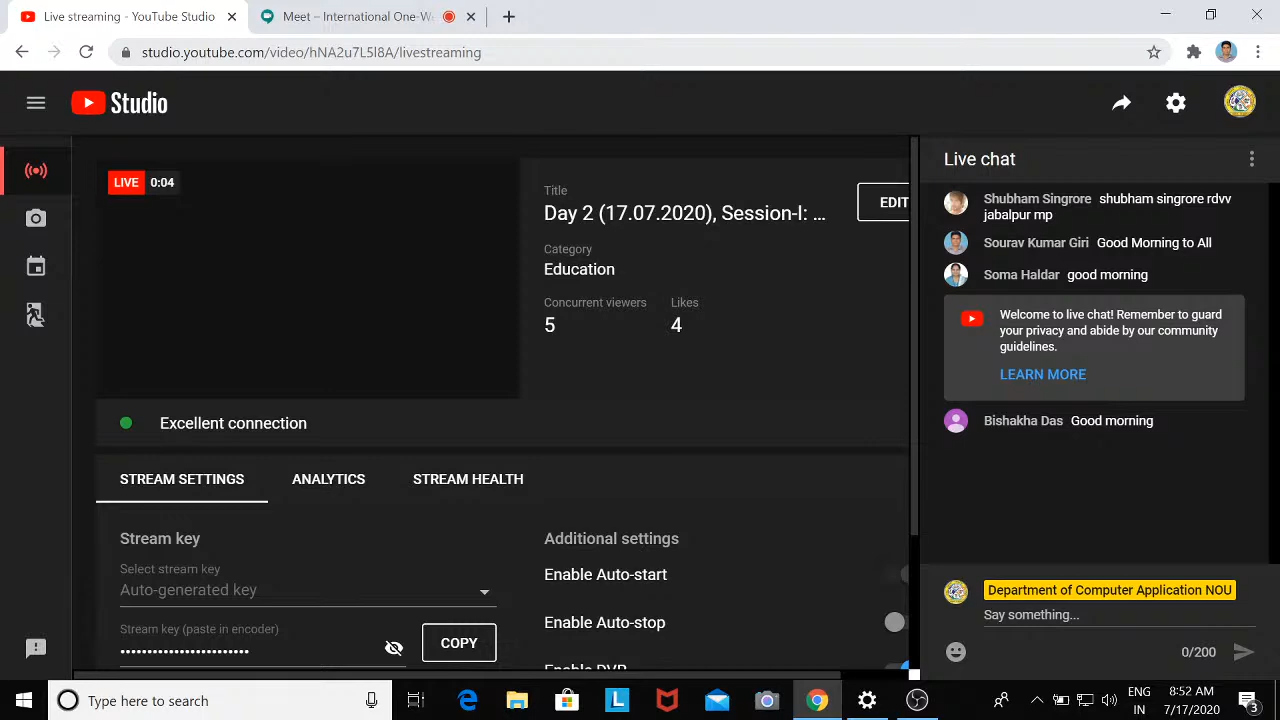 Live streaming - YouTube Studio
Meet – International One-W
studio.youtube.com/video/hNA2u7L5l8A/livestreaming
Studio
LIVE 0:04
Title
Day 2 (17.07.2020), Session-I: ...
EDIT
Category
Education
Concurrent viewers
Likes
5
4
Excellent connection
STREAM SETTINGS
ANALYTICS
STREAM HEALTH
Stream key
Select stream key
Auto-generated key
Stream key (paste in encoder)
COPY
Additional settings
Enable Auto-start
Enable Auto-stop
Enable DVR
Live chat
Shubham Singrore shubham singrore rdvv
jabalpur mp
Sourav Kumar Giri Good Morning to All
Soma Haldar good morning
Welcome to live chat! Remember to guard
your privacy and abide by our community
guidelines.
LEARN MORE
Bishakha Das Good morning
Department of Computer Application NOU
Say something...
0/200
Type here to search
L
ENG
IN
8:52 AM
7/17/2020
3